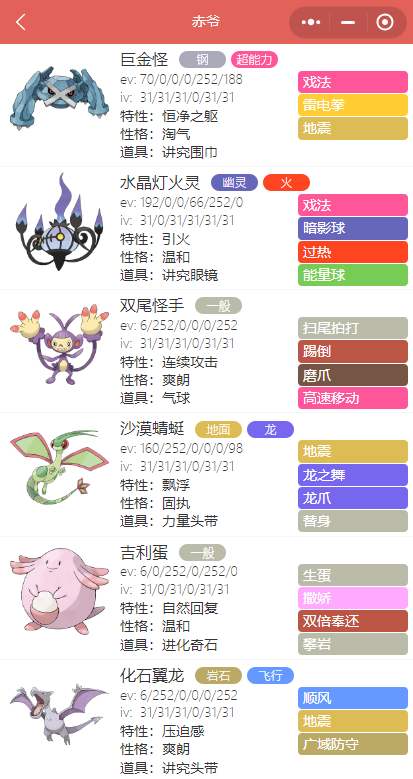 赤爷
巨金怪 钢 超能力
ev: 70/0/0/0/252/188
iv: 31/31/31/0/31/31
特性：恒净之躯
性格：淘气
道具：讲究围巾
戏法
雷电拳
地震
水晶灯火灵 幽灵 火
ev: 192/0/0/66/252/0
iv: 31/0/31/31/31/31
特性：引火
性格：温和
道具：讲究眼镜
戏法
暗影球
过热
能量球
双尾怪手 一般
ev: 6/252/0/0/0/252
iv: 31/31/31/0/31/31
特性：连续攻击
性格：爽朗
道具：气球
扫尾拍打
踢倒
磨爪
高速移动
沙漠蜻蜓 地面 龙
ev: 160/252/0/0/0/98
iv: 31/31/31/0/31/31
特性：飘浮
性格：固执
道具：力量头带
地震
龙之舞
龙爪
替身
吉利蛋 一般
ev: 6/0/252/0/252/0
iv: 31/0/31/0/31/31
特性：自然回复
性格：温和
道具：进化奇石
生蛋
撒娇
双倍奉还
攀岩
化石翼龙 岩石 飞行
ev: 6/252/0/0/0/252
iv: 31/31/31/0/31/31
特性：压迫感
性格：爽朗
道具：讲究头带
顺风
地震
广域防守